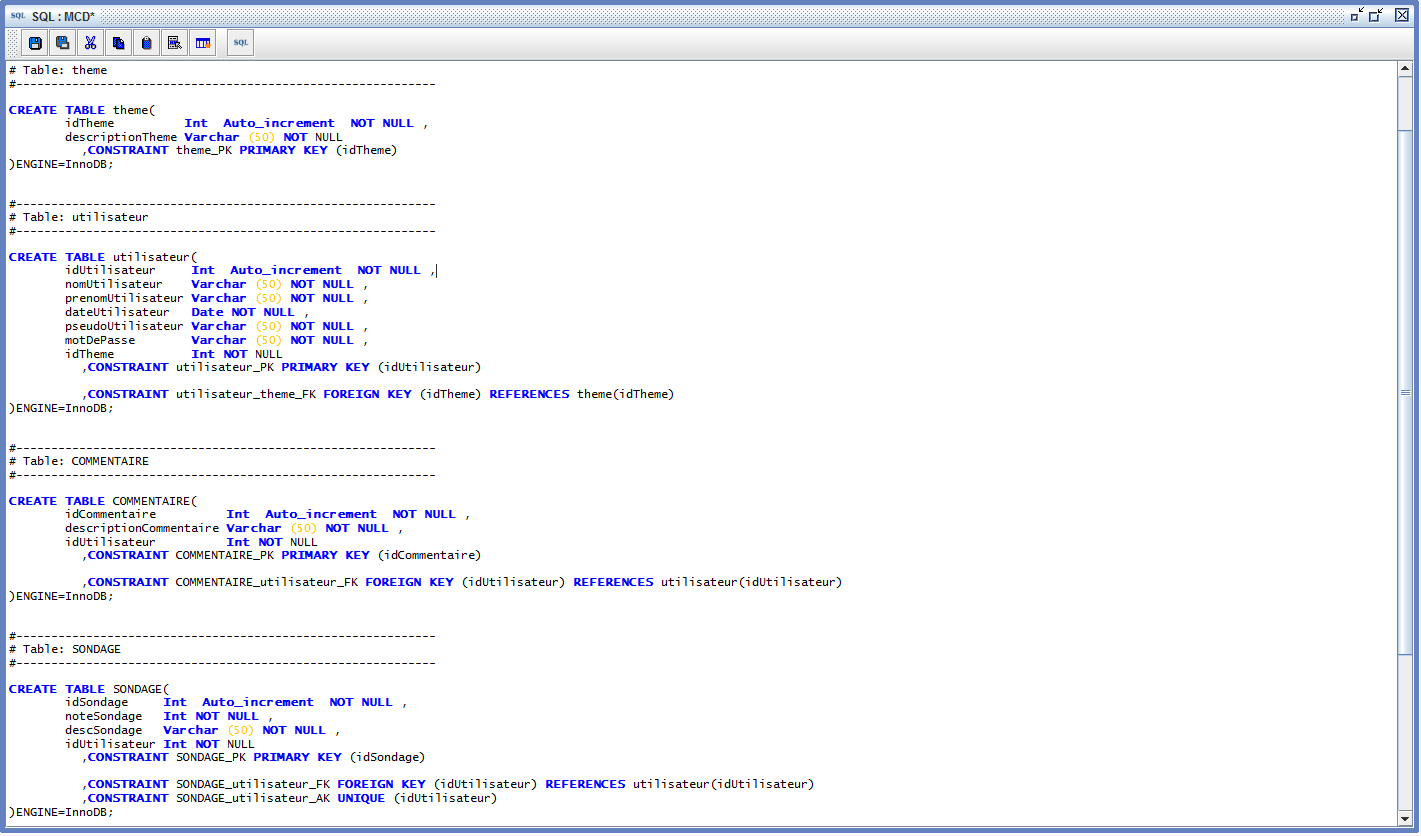 SQL SQL : MCD*
SQL
# Table: theme
#------------------------------------------------------------
CREATE TABLE theme(
        idTheme          Int  Auto_increment  NOT NULL ,
        descriptionTheme Varchar (50) NOT NULL
          ,CONSTRAINT theme_PK PRIMARY KEY (idTheme)
)ENGINE=InnoDB;
#------------------------------------------------------------
# Table: utilisateur
#------------------------------------------------------------
CREATE TABLE utilisateur(
        idUtilisateur     Int  Auto_increment  NOT NULL ,
        nomUtilisateur    Varchar (50) NOT NULL ,
        prenomUtilisateur Varchar (50) NOT NULL ,
        dateUtilisateur   Date NOT NULL ,
        pseudoUtilisateur Varchar (50) NOT NULL ,
        motDePasse        Varchar (50) NOT NULL ,
        idTheme           Int NOT NULL
          ,CONSTRAINT utilisateur_PK PRIMARY KEY (idUtilisateur)
          ,CONSTRAINT utilisateur_theme_FK FOREIGN KEY (idTheme) REFERENCES theme(idTheme)
)ENGINE=InnoDB;
#------------------------------------------------------------
# Table: COMMENTAIRE
#------------------------------------------------------------
CREATE TABLE COMMENTAIRE(
        idCommentaire          Int  Auto_increment  NOT NULL ,
        descriptionCommentaire Varchar (50) NOT NULL ,
        idUtilisateur          Int NOT NULL
          ,CONSTRAINT COMMENTAIRE_PK PRIMARY KEY (idCommentaire)
          ,CONSTRAINT COMMENTAIRE_utilisateur_FK FOREIGN KEY (idUtilisateur) REFERENCES utilisateur(idUtilisateur)
)ENGINE=InnoDB;
#------------------------------------------------------------
# Table: SONDAGE
#------------------------------------------------------------
CREATE TABLE SONDAGE(
        idSondage     Int  Auto_increment  NOT NULL ,
        noteSondage   Int NOT NULL ,
        descSondage   Varchar (50) NOT NULL ,
        idUtilisateur Int NOT NULL
          ,CONSTRAINT SONDAGE_PK PRIMARY KEY (idSondage)
          ,CONSTRAINT SONDAGE_utilisateur_FK FOREIGN KEY (idUtilisateur) REFERENCES utilisateur(idUtilisateur)
          ,CONSTRAINT SONDAGE_utilisateur_AK UNIQUE (idUtilisateur)
)ENGINE=InnoDB;